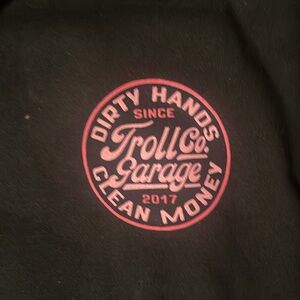 DIRTY HANDS
SINCE
Troll Co.
Garage
2017
CLEAN MONEY